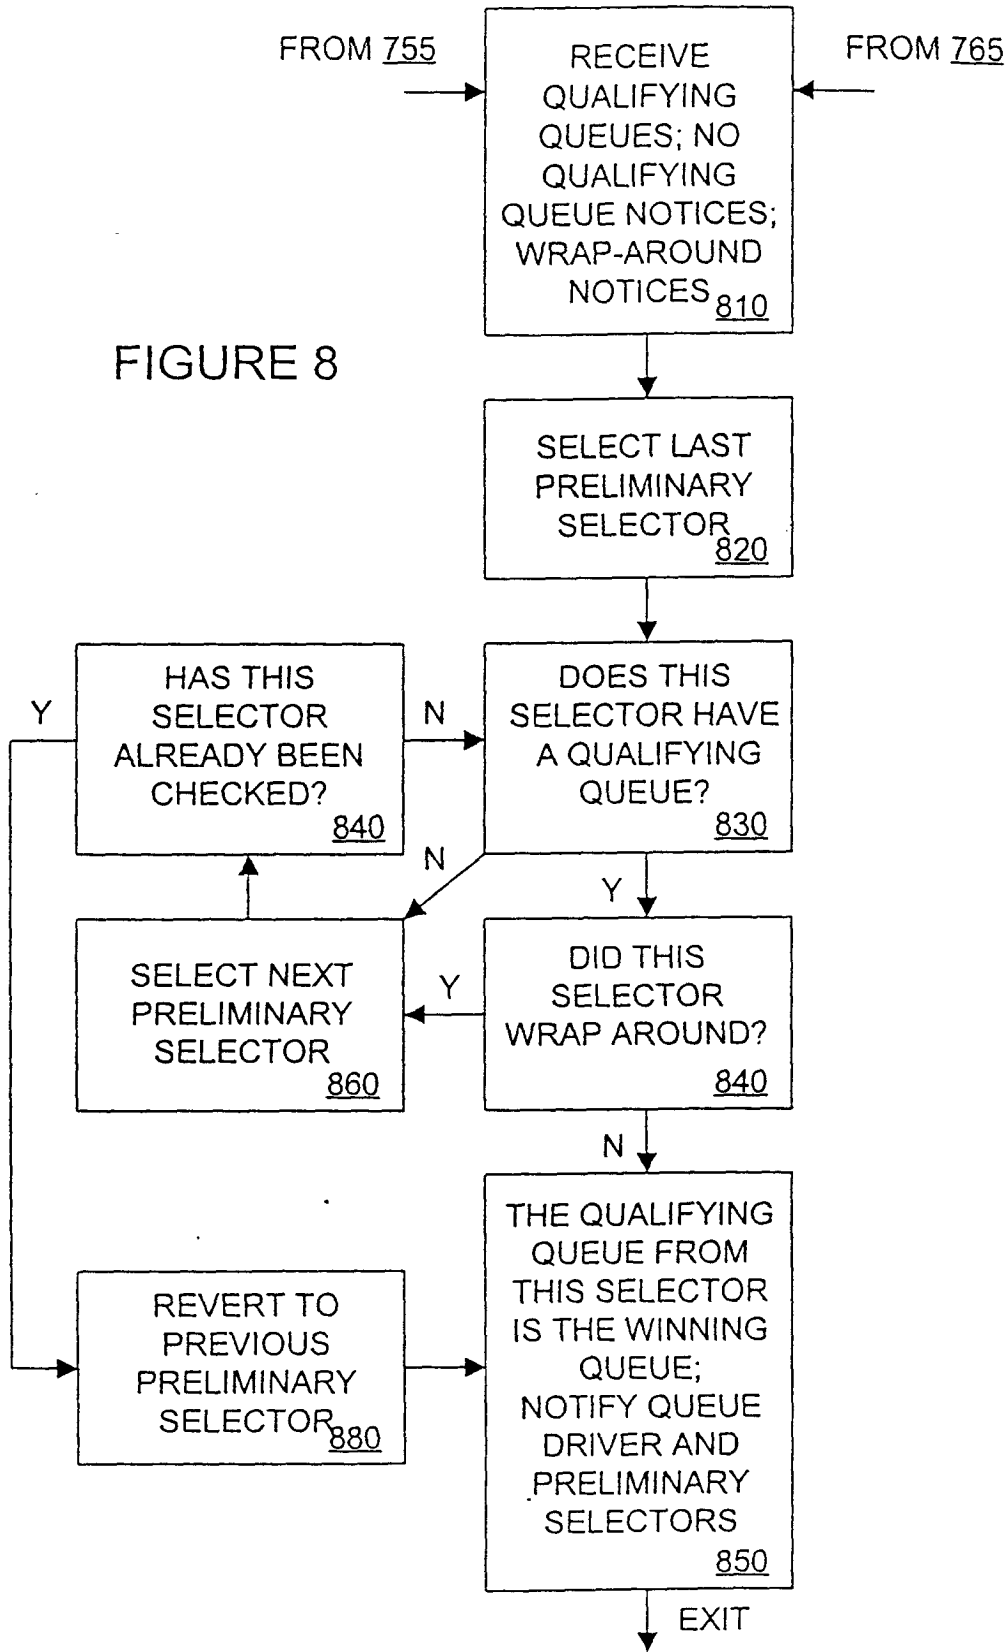 FROM 755
FROM 765
RECEIVE
QUALIFYING
QUEUES; NO
QUALIFYING
QUEUE NOTICES;
WRAP-AROUND
NOTICES
810
FIGURE 8
SELECT LAST
PRELIMINARY
SELECTOR
820
Y
HAS THIS
SELECTOR
ALREADY BEEN
CHECKED?
840
N
DOES THIS
SELECTOR HAVE
A QUALIFYING
QUEUE?
830
N
Y
SELECT NEXT
PRELIMINARY
SELECTOR
860
Y
DID THIS
SELECTOR
WRAP AROUND?
840
N
REVERT TO
PREVIOUS
PRELIMINARY
SELECTOR
880
THE QUALIFYING
QUEUE FROM
THIS SELECTOR
IS THE WINNING
QUEUE;
NOTIFY QUEUE
DRIVER AND
PRELIMINARY
SELECTORS
850
EXIT